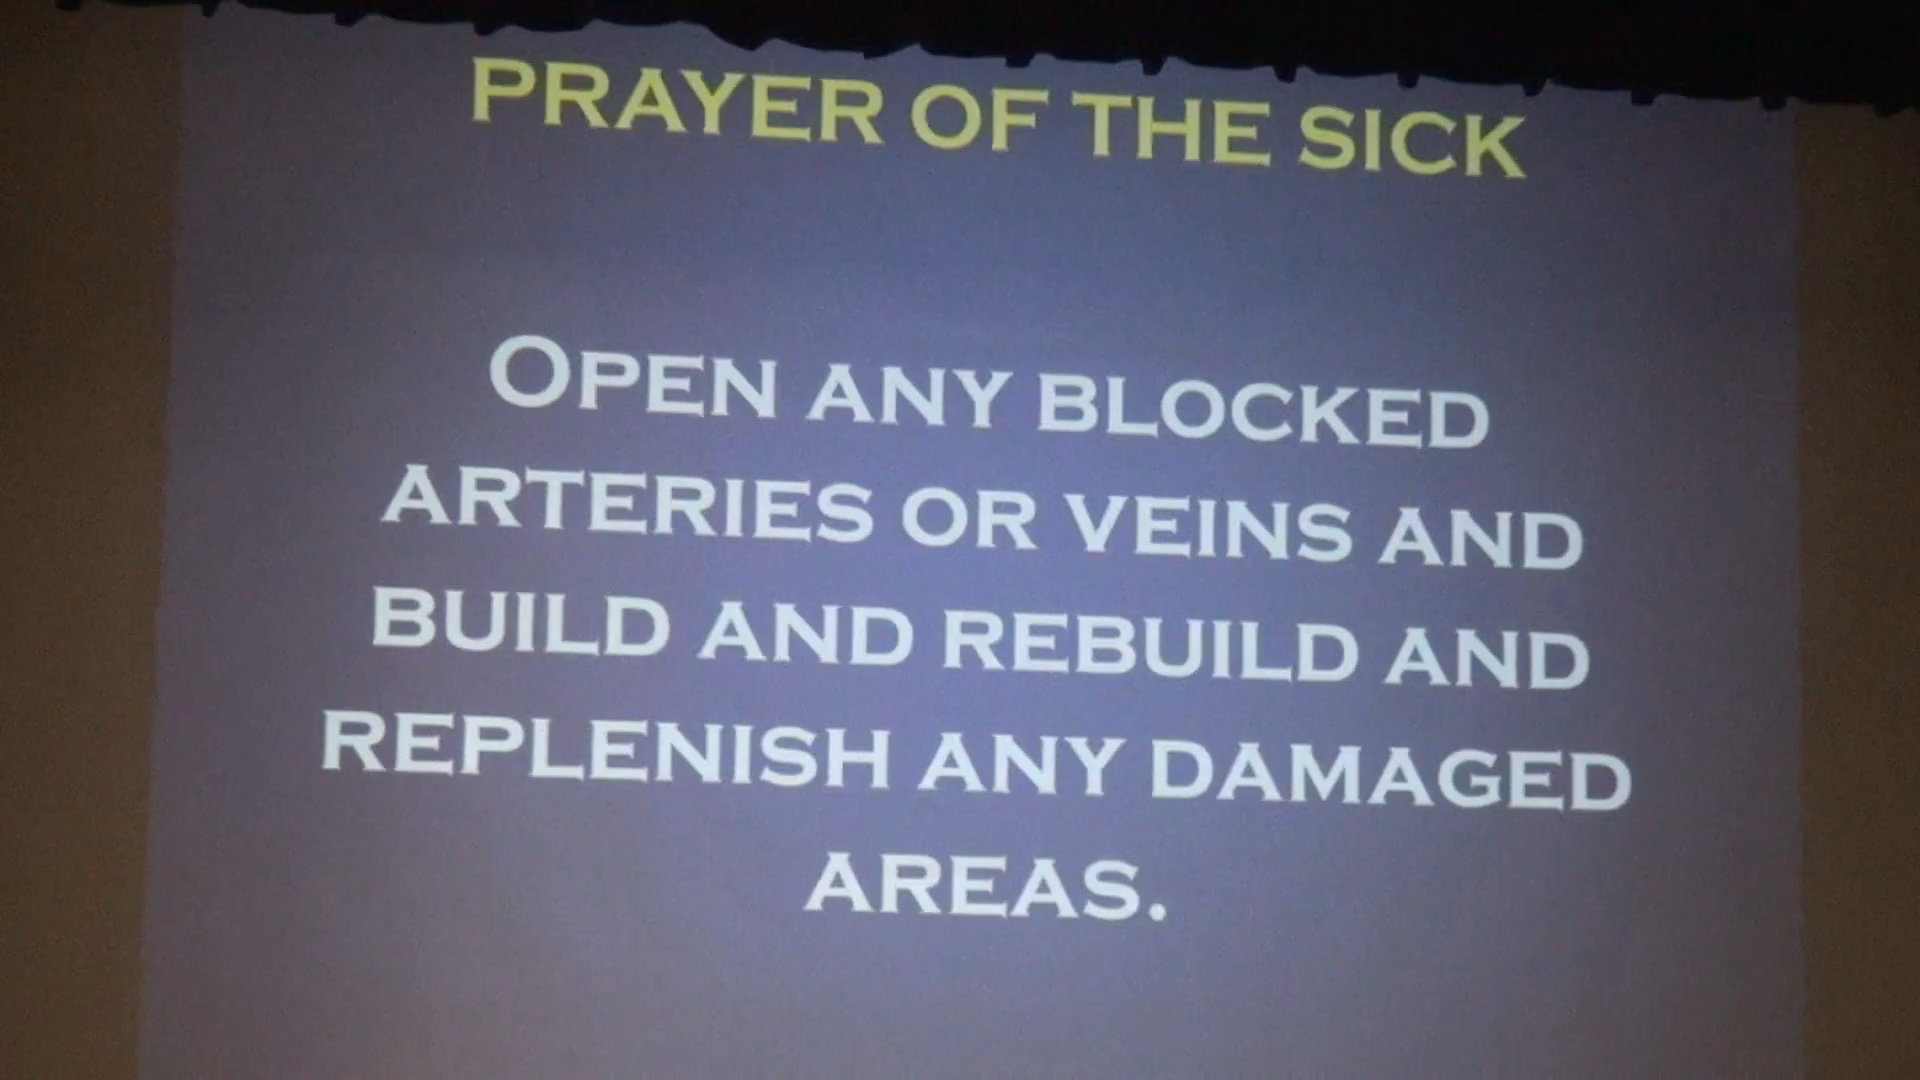 PRAYER OF THE SICK
OPEN ANY BLOCKED
ARTERIES OR VEINS AND
BUILD AND REBUILD AND
REPLENISH ANY DAMAGED
AREAS.